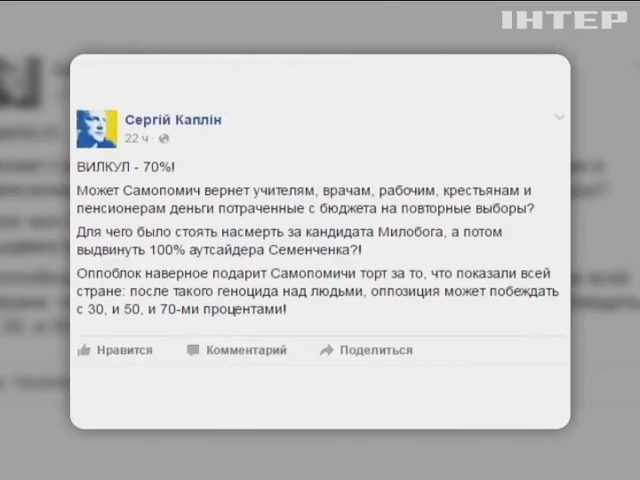 ІНТЕР
Сергій Каплін
22 ч ·
ВИЛКУЛ - 70%!
Может Самопомич вернет учителям, врачам, рабочим, крестьянам и
пенсионерам деньги потраченные с бюджета на повторные выборы?
Для чего было стоять насмерть за кандидата Милобога, а потом
выдвинуть 100% аутсайдера Семенченка?!
Оппоблок наверное подарит Самопомичи торт за то, что показали всей
стране: после такого геноцида над людьми, оппозиция может побеждать
с 30, и 50, и 70-ми процентами!
Нравится Комментарий Поделиться